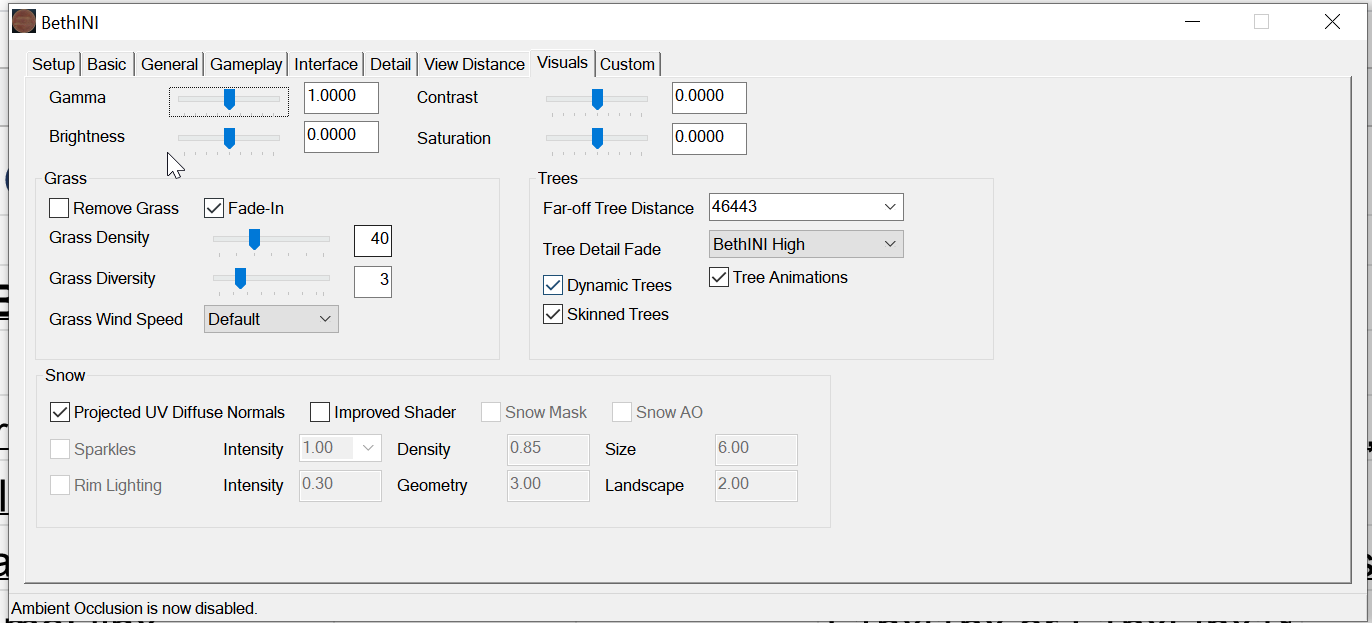 BethINI
Setup Basic General Gameplay Interface Detail View Distance Visuals Custom
Gamma 1.0000 Contrast 0.0000
Brightness 0.0000 Saturation 0.0000
Grass
Remove Grass Fade-In
Grass Density 40
Grass Diversity 3
Grass Wind Speed Default
Trees
Far-off Tree Distance 46443
Tree Detail Fade BethINI High
Dynamic Trees Tree Animations
Skinned Trees
Snow
Projected UV Diffuse Normals Improved Shader Snow Mask Snow AO
Sparkles Intensity 1.00 Density 0.85 Size 6.00
Rim Lighting Intensity 0.30 Geometry 3.00 Landscape 2.00
Ambient Occlusion is now disabled.